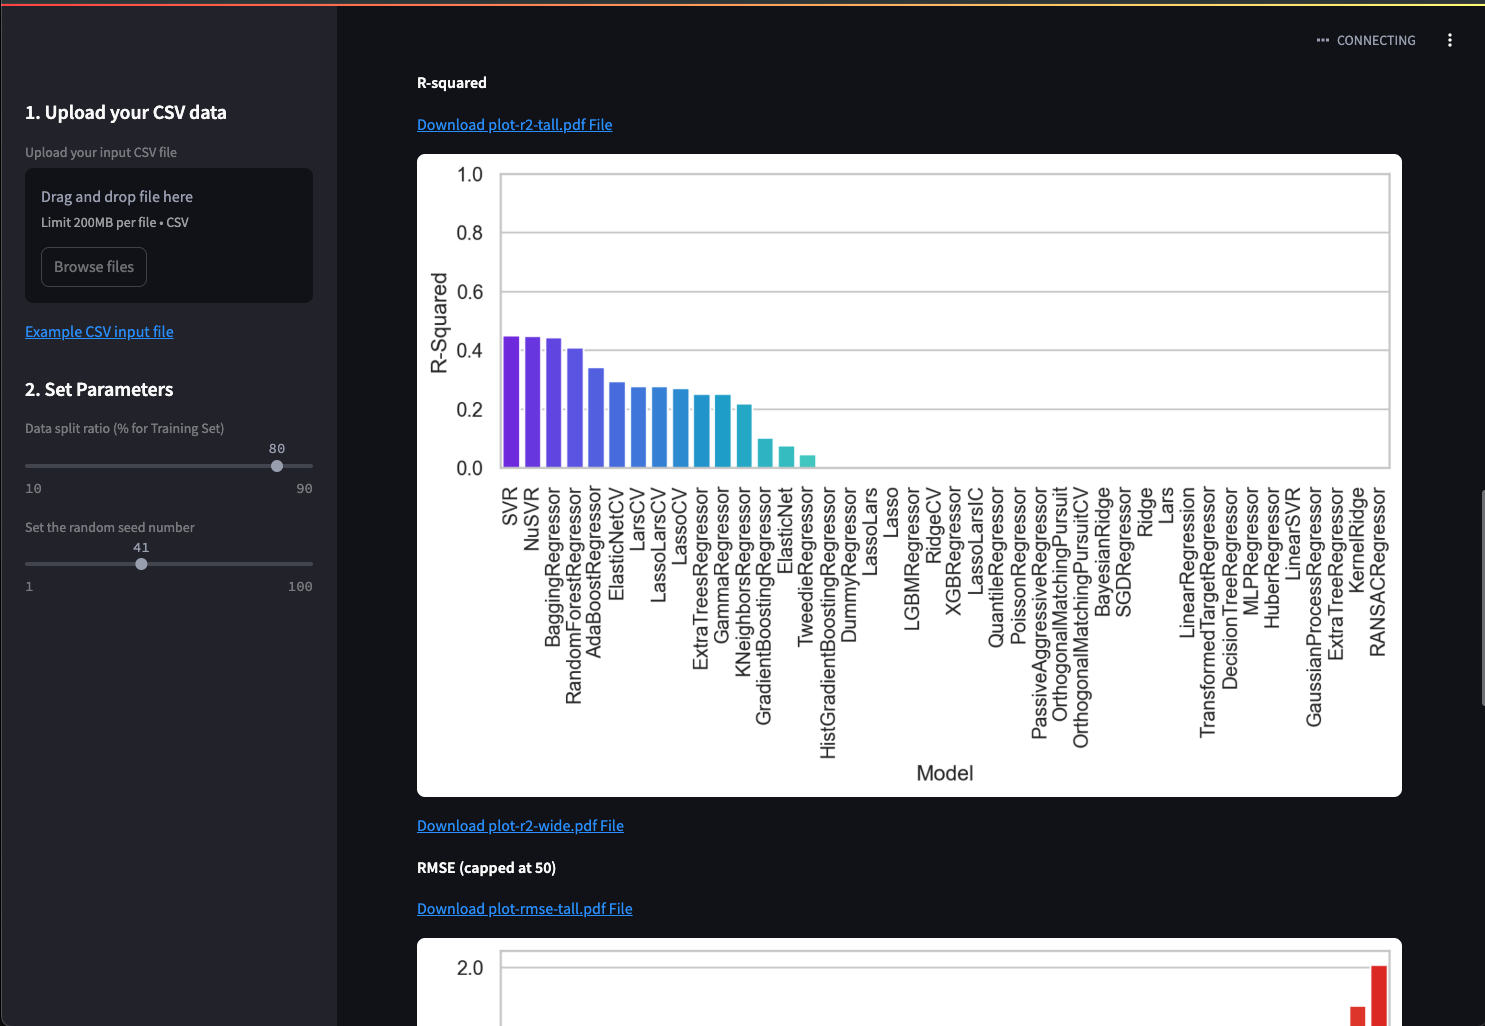 CONNECTING
1. Upload your CSV data
Upload your input CSV file
Drag and drop file here
Limit 200MB per file • CSV
Browse files
Example CSV input file
2. Set Parameters
Data split ratio (% for Training Set)
80
10
90
Set the random seed number
41
1
100
R-squared
Download plot-r2-tall.pdf File
1.0
0.8
0.6
0.4
0.2
0.0
R-Squared
SVR
NuSVR
BaggingRegressor
RandomForestRegressor
AdaBoostRegressor
ElasticNetCV
LarsCV
LassoLarsCV
LassoCV
ExtraTreesRegressor
GammaRegressor
KNeighborsRegressor
GradientBoostingRegressor
ElasticNet
TweedieRegressor
HistGradientBoostingRegressor
DummyRegressor
LassoLars
Lasso
LGBMRegressor
RidgeCV
XGBRegressor
LassoLarsIC
QuantileRegressor
PoissonRegressor
PassiveAggressiveRegressor
OrthogonalMatchingPursuit
OrthogonalMatchingPursuitCV
BayesianRidge
SGDRegressor
Ridge
Lars
LinearRegression
TransformedTargetRegressor
DecisionTreeRegressor
MLPRegressor
HuberRegressor
LinearSVR
GaussianProcessRegressor
ExtraTreeRegressor
KernelRidge
RANSACRegressor
Model
Download plot-r2-wide.pdf File
RMSE (capped at 50)
Download plot-rmse-tall.pdf File
2.0